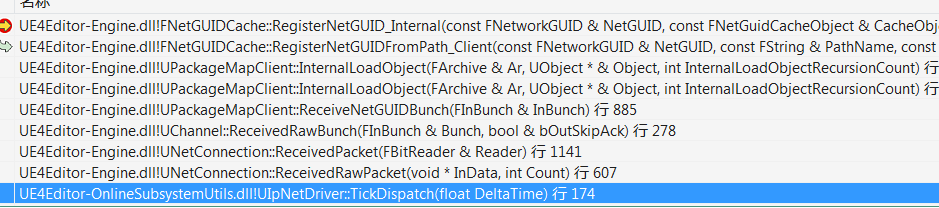 名称
UE4Editor-Engine.dll!FNetGUIDCache::RegisterNetGUID_Internal(const FNetworkGUID & NetGUID, const FNetGuidCacheObject & CacheObj
UE4Editor-Engine.dll!FNetGUIDCache::RegisterNetGUIDFromPath_Client(const FNetworkGUID & NetGUID, const FString & PathName, const
UE4Editor-Engine.dll!UPackageMapClient::InternalLoadObject(FArchive & Ar, UObject * & Object, int InternalLoadObjectRecursionCount) 行
UE4Editor-Engine.dll!UPackageMapClient::InternalLoadObject(FArchive & Ar, UObject * & Object, int InternalLoadObjectRecursionCount) 行
UE4Editor-Engine.dll!UPackageMapClient::ReceiveNetGUIDBunch(FInBunch & InBunch) 行 885
UE4Editor-Engine.dll!UChannel::ReceivedRawBunch(FInBunch & Bunch, bool & bOutSkipAck) 行 278
UE4Editor-Engine.dll!UNetConnection::ReceivedPacket(FBitReader & Reader) 行 1141
UE4Editor-Engine.dll!UNetConnection::ReceivedRawPacket(void * InData, int Count) 行 607
UE4Editor-OnlineSubsystemUtils.dll!UIpNetDriver::TickDispatch(float DeltaTime) 行 174